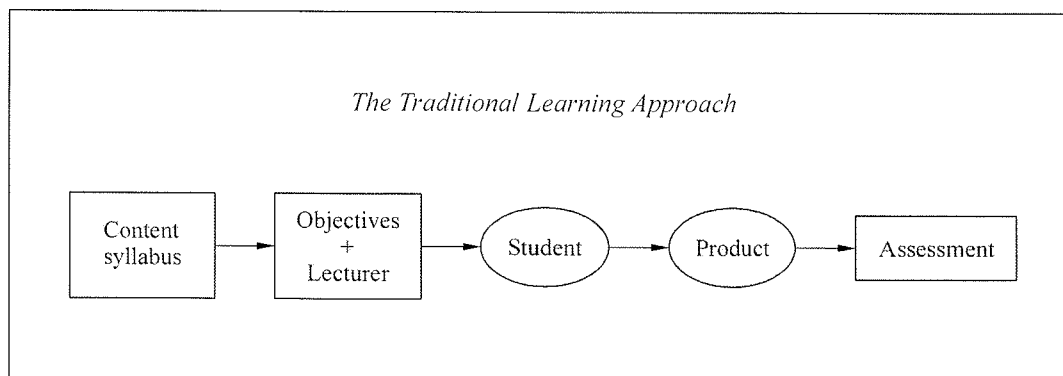 The Traditional Learning Approach
Content
syllabus
Objectives
+
Lecturer
Student
Product
Assessment